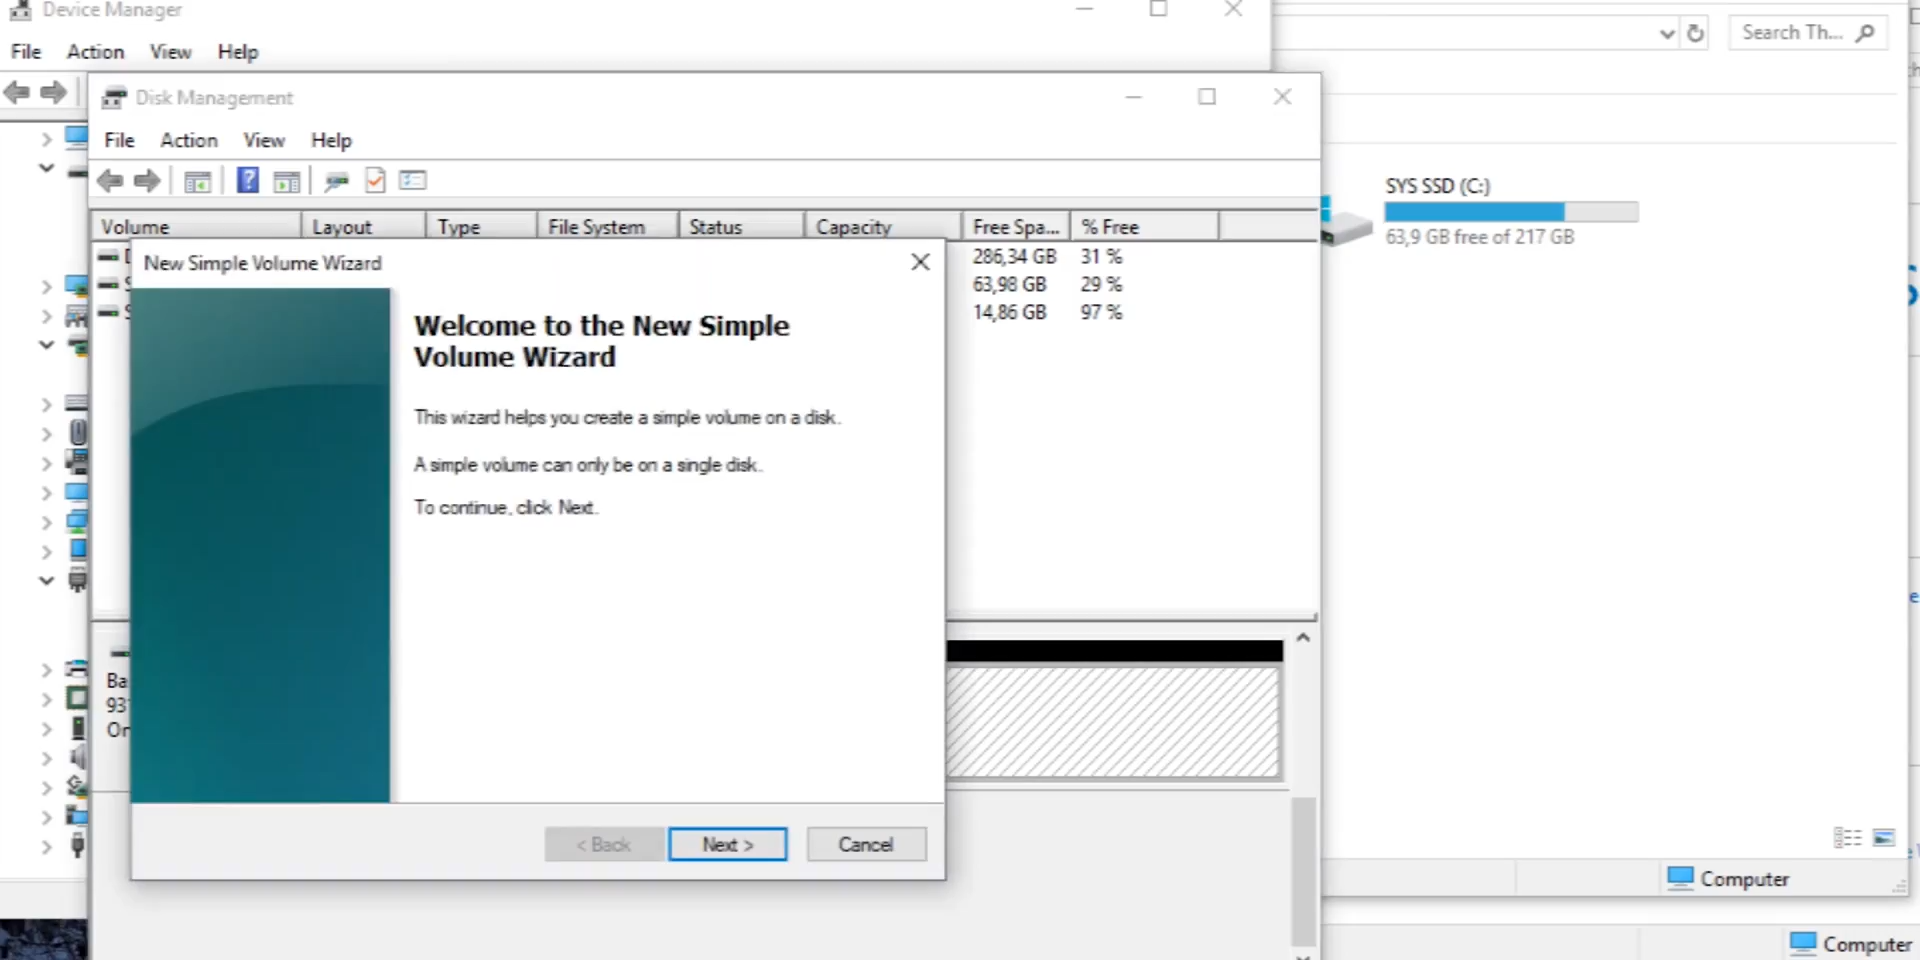 Device Manager
File Action View Help
Search Th...
Disk Management
File Action View Help
SYS SSD (C:)
63,9 GB free of 217 GB
Volume Layout Type File System Status Capacity Free Spa... % Free
286,34 GB 31 %
63,98 GB 29 %
14,86 GB 97 %
New Simple Volume Wizard
Welcome to the New Simple
Volume Wizard
This wizard helps you create a simple volume on a disk.
A simple volume can only be on a single disk.
To continue, click Next.
Ba
931
On
< Back Next > Cancel
Computer
Computer